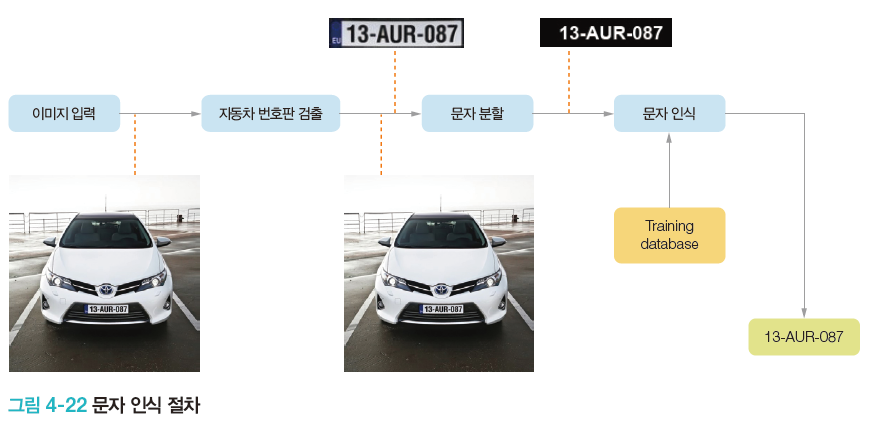 EU 13-AUR-087
13-AUR-087
이미지 입력
자동차 번호판 검출
문자 분할
문자 인식
Training
database
13-AUR-087
13-AUR-087
13-AUR-087
그림 4-22 문자 인식 절차